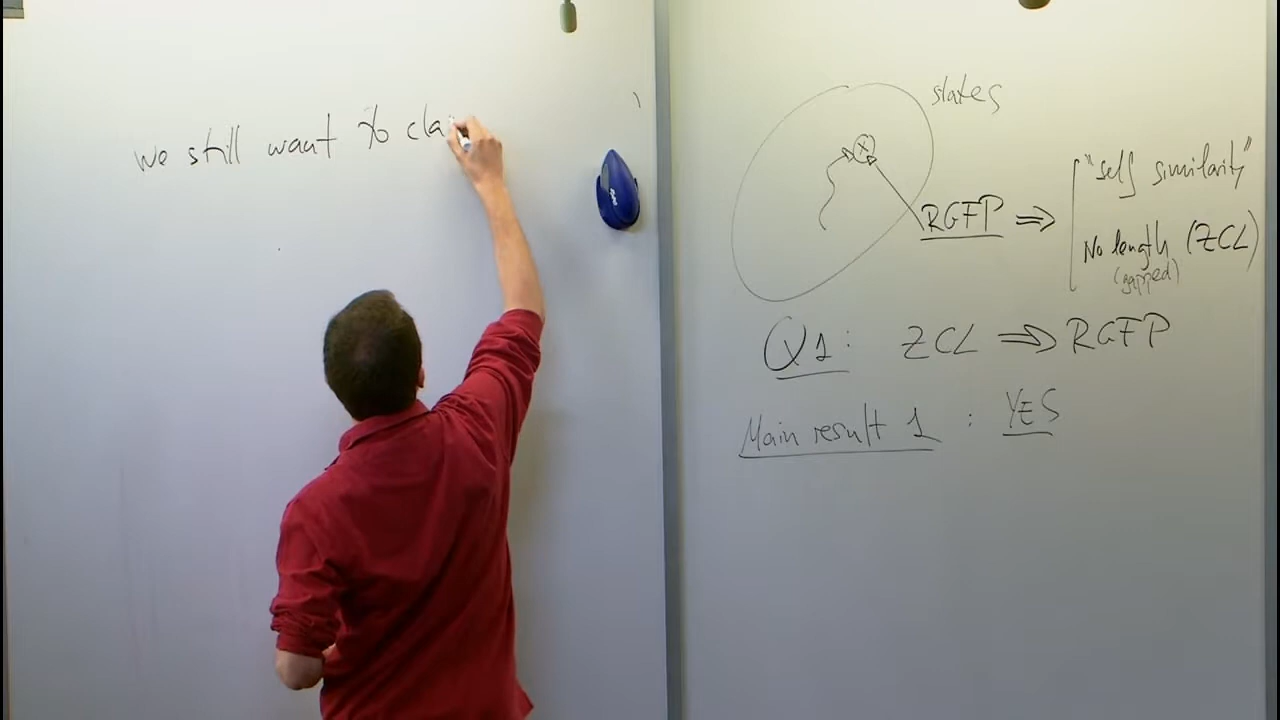 we still want to cla
states
RGFP ⇒ "self similarity"
No length (ZCL)
(gapped)
Q1: ZCL ⇒ RGFP
Main result 1 : YES